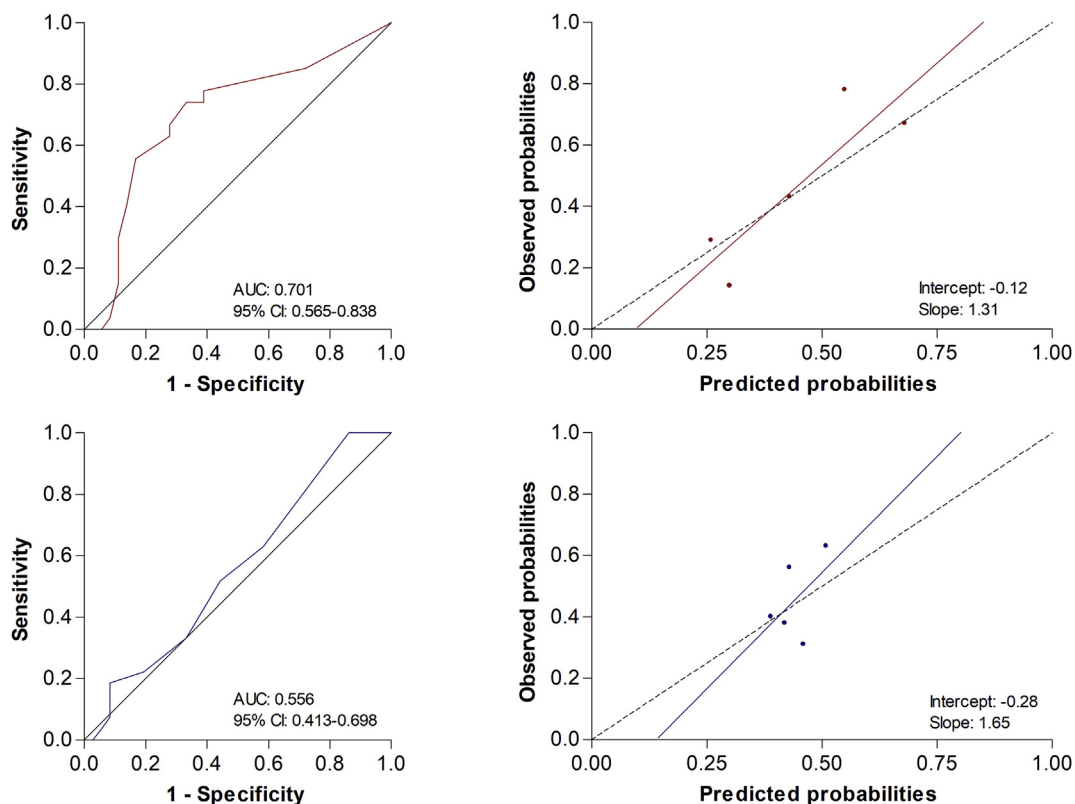 1.0
0.8
0.6
0.4
0.2
0.0
Sensitivity
AUC: 0.701
95% CI: 0.565-0.838
0.0 0.2 0.4 0.6 0.8 1.0
1 - Specificity
1.0
0.8
0.6
0.4
0.2
0.0
Observed probabilities
Intercept: -0.12
Slope: 1.31
0.00 0.25 0.50 0.75 1.00
Predicted probabilities
1.0
0.8
0.6
0.4
0.2
0.0
Sensitivity
AUC: 0.556
95% CI: 0.413-0.698
0.0 0.2 0.4 0.6 0.8 1.0
1 - Specificity
1.0
0.8
0.6
0.4
0.2
0.0
Observed probabilities
Intercept: -0.28
Slope: 1.65
0.00 0.25 0.50 0.75 1.00
Predicted probabilities